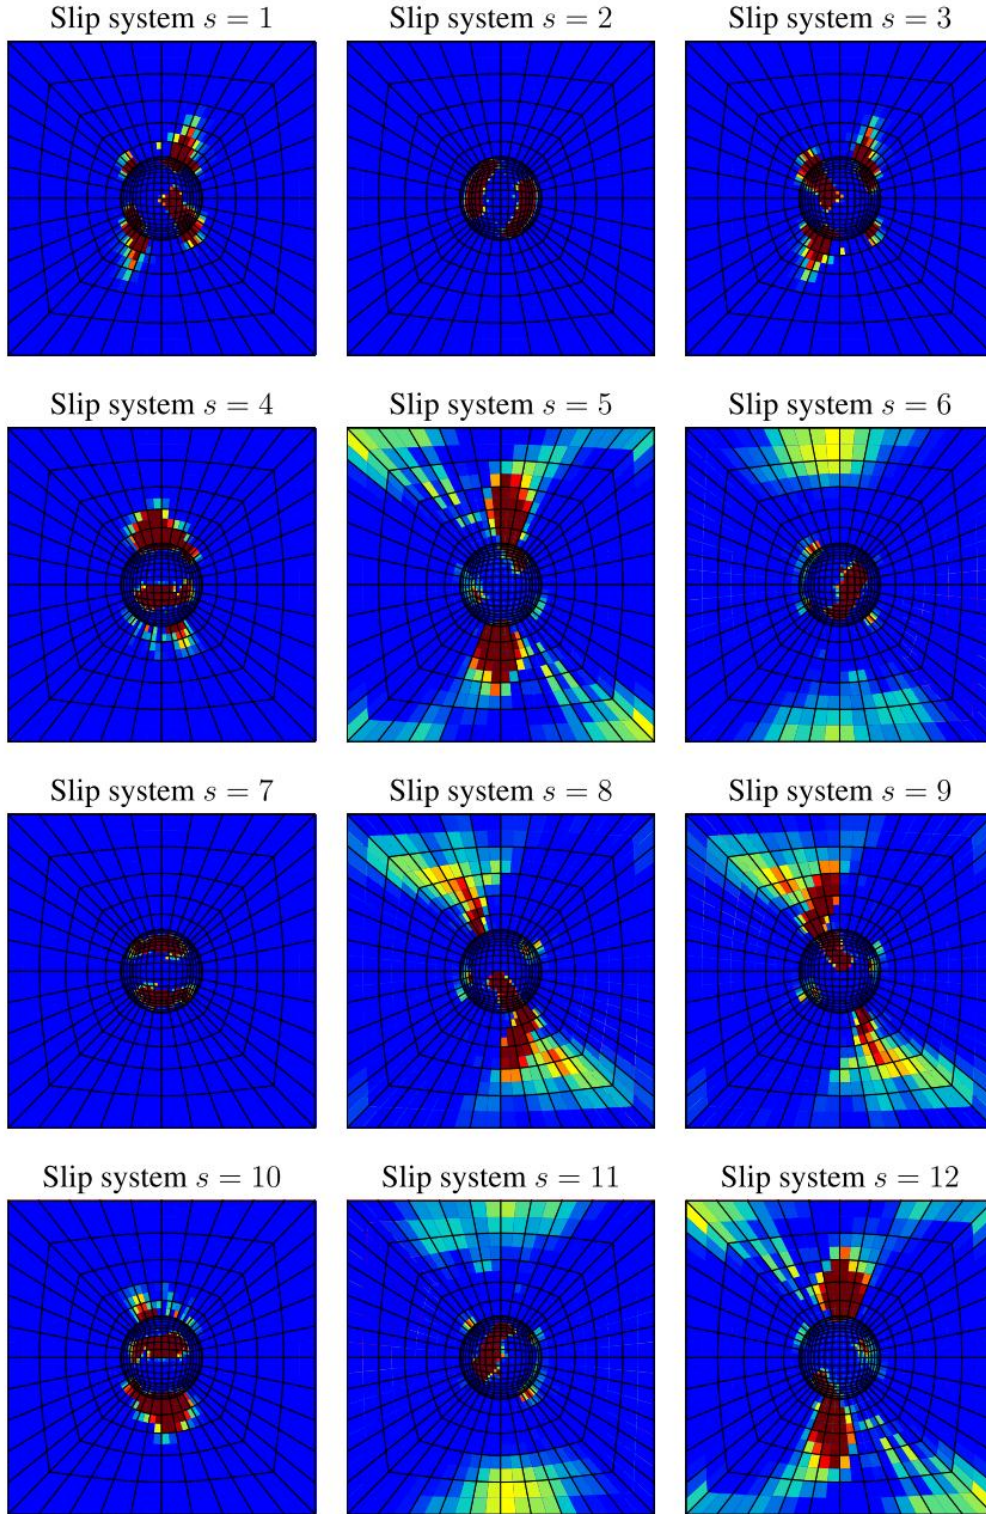 Slip system s = 1
Slip system s = 2
Slip system s = 3
Slip system s = 4
Slip system s = 5
Slip system s = 6
Slip system s = 7
Slip system s = 8
Slip system s = 9
Slip system s = 10
Slip system s = 11
Slip system s = 12